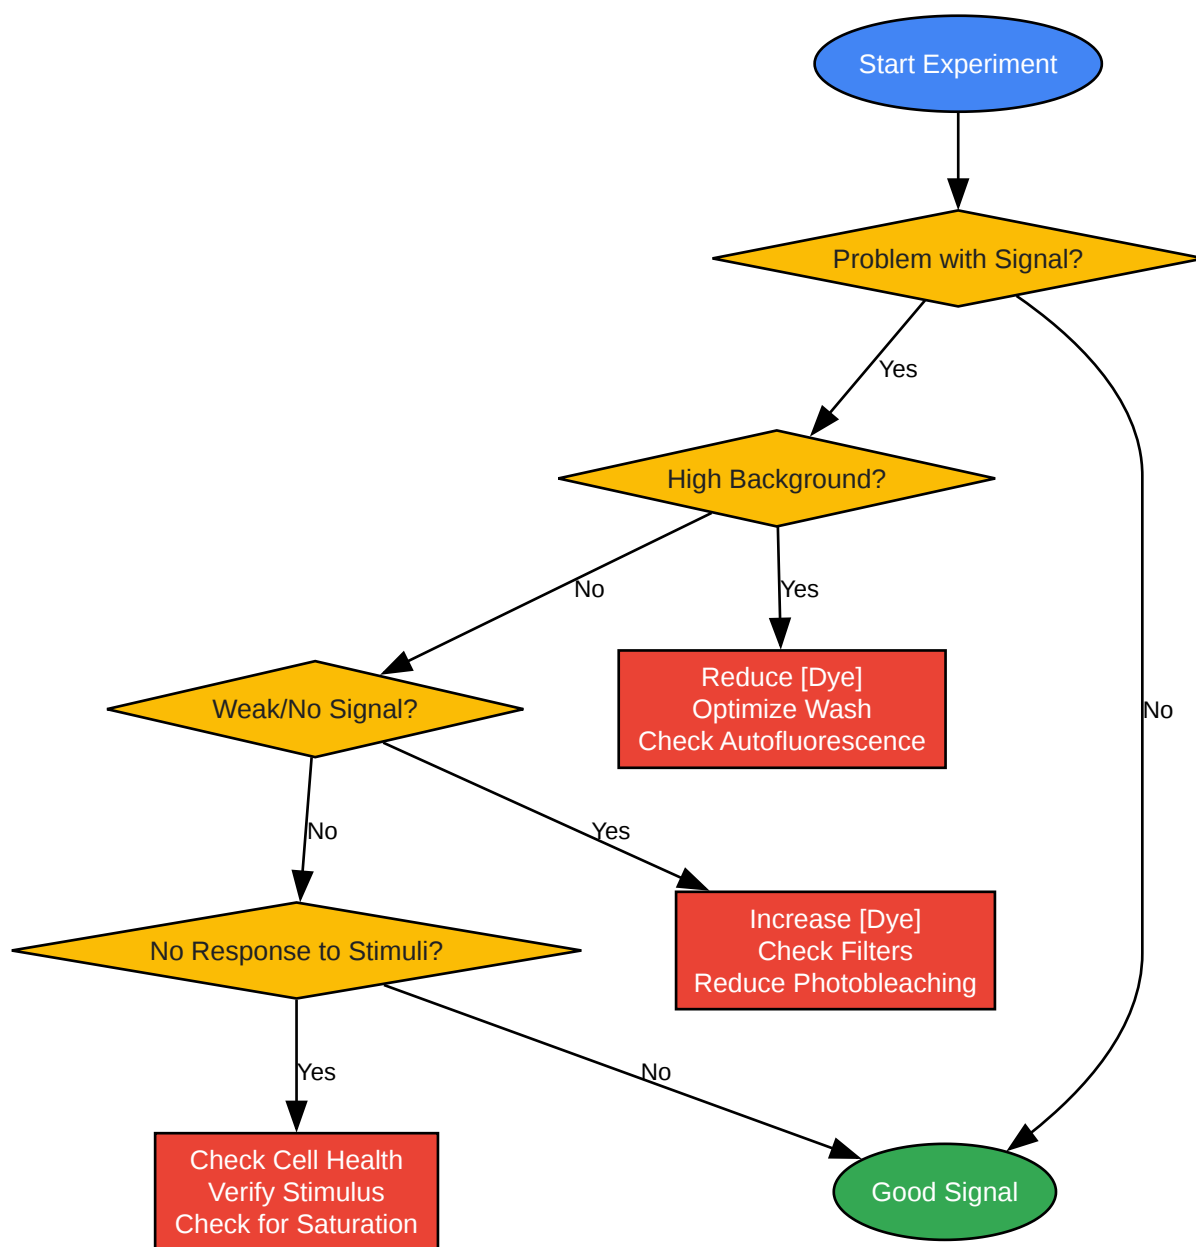 Start Experiment
Problem with Signal?
Yes
High Background?
No
Yes
Reduce [Dye]
Optimize Wash
Check Autofluorescence
Weak/No Signal?
No
No
Yes
Increase [Dye]
Check Filters
Reduce Photobleaching
No Response to Stimuli?
Yes
No
Check Cell Health
Verify Stimulus
Check for Saturation
Good Signal